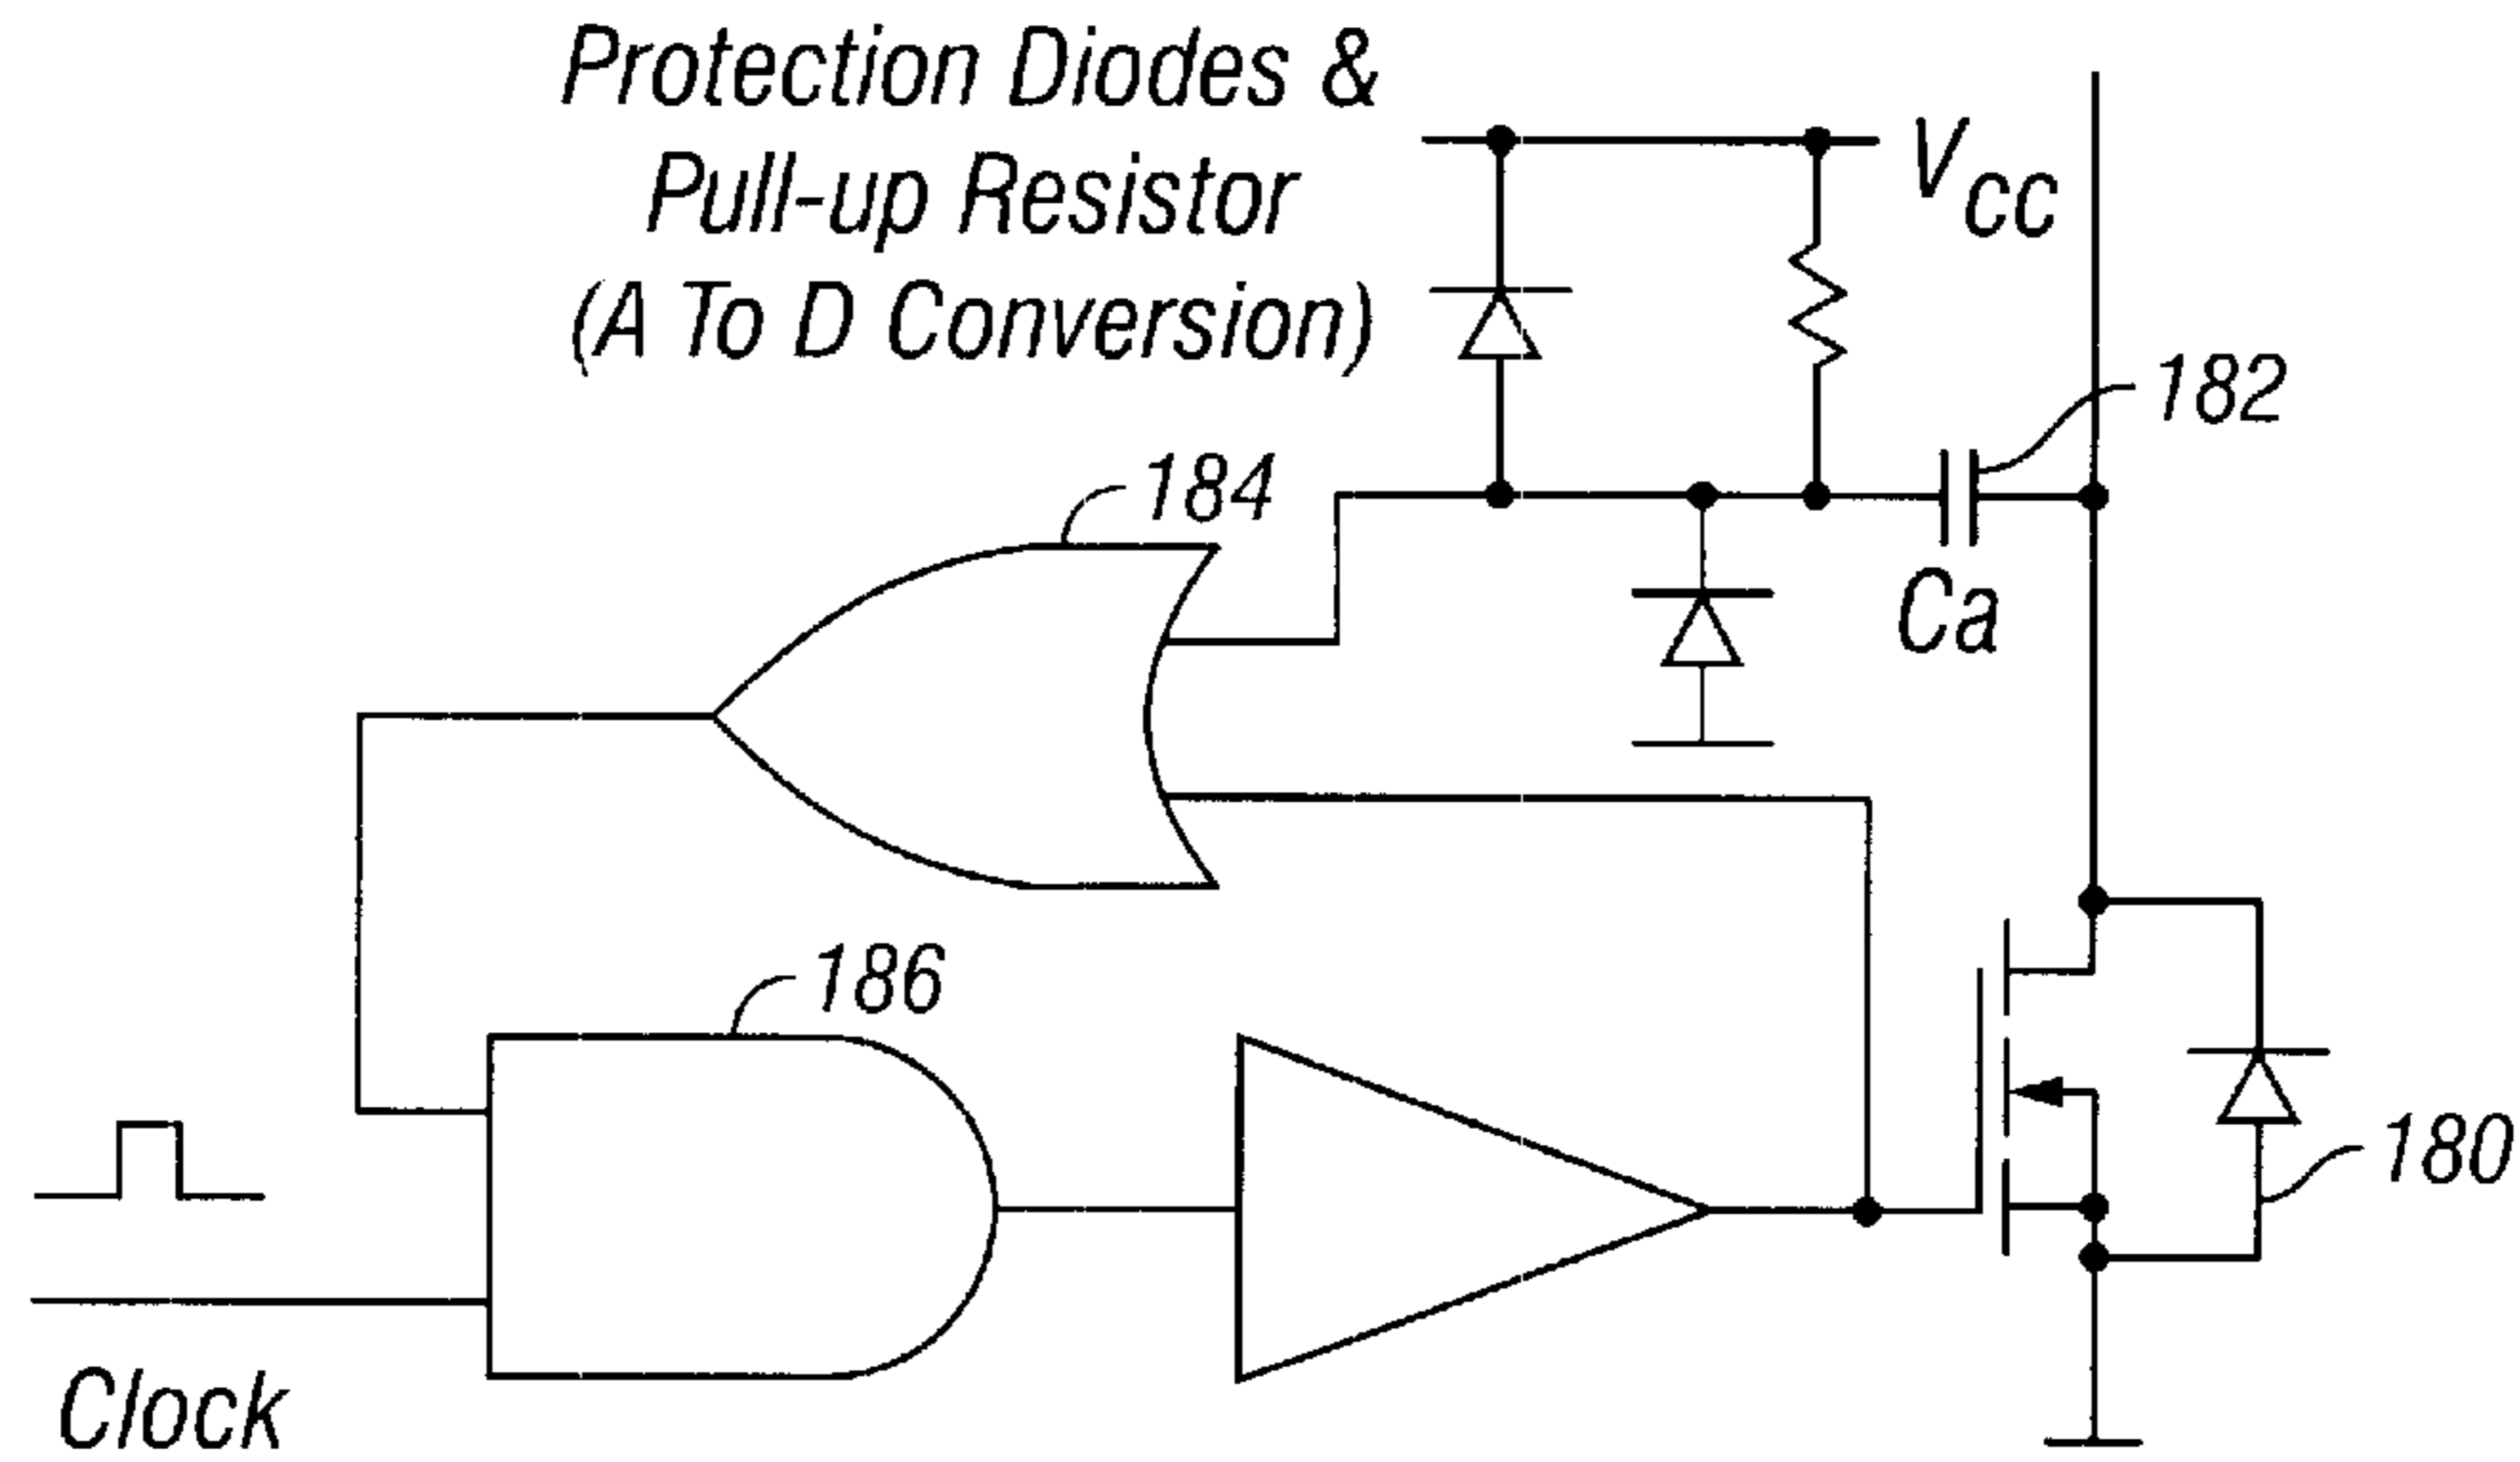 Protection Diodes &
Pull-up Resistor
(A To D Conversion)
Vcc
182
184
Ca
186
180
Clock